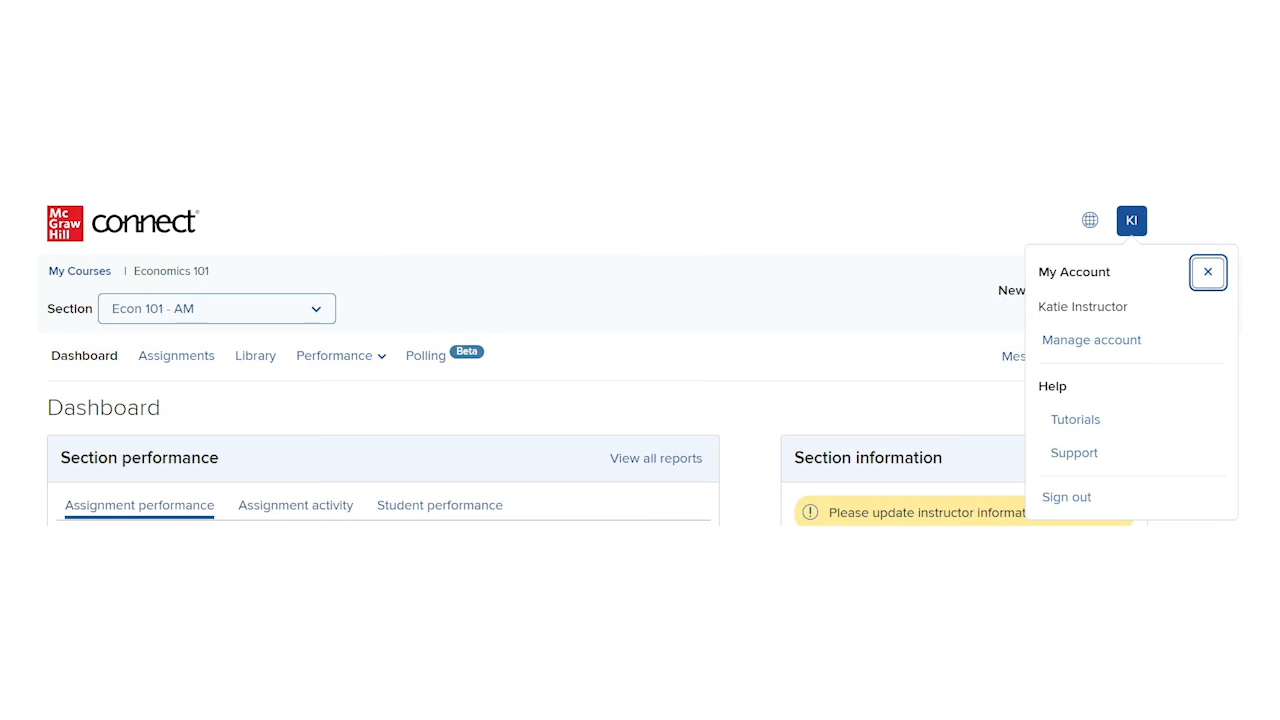 Mc
Graw
Hill
connect®
KI
My Courses | Economics 101
Section Econ 101 - AM
New
Dashboard Assignments Library Performance Polling Beta
Dashboard
Section performance View all reports
Assignment performance Assignment activity Student performance
Section information
Please update instructor
My Account ×
Katie Instructor
Manage account
Help
Tutorials
Support
Sign out